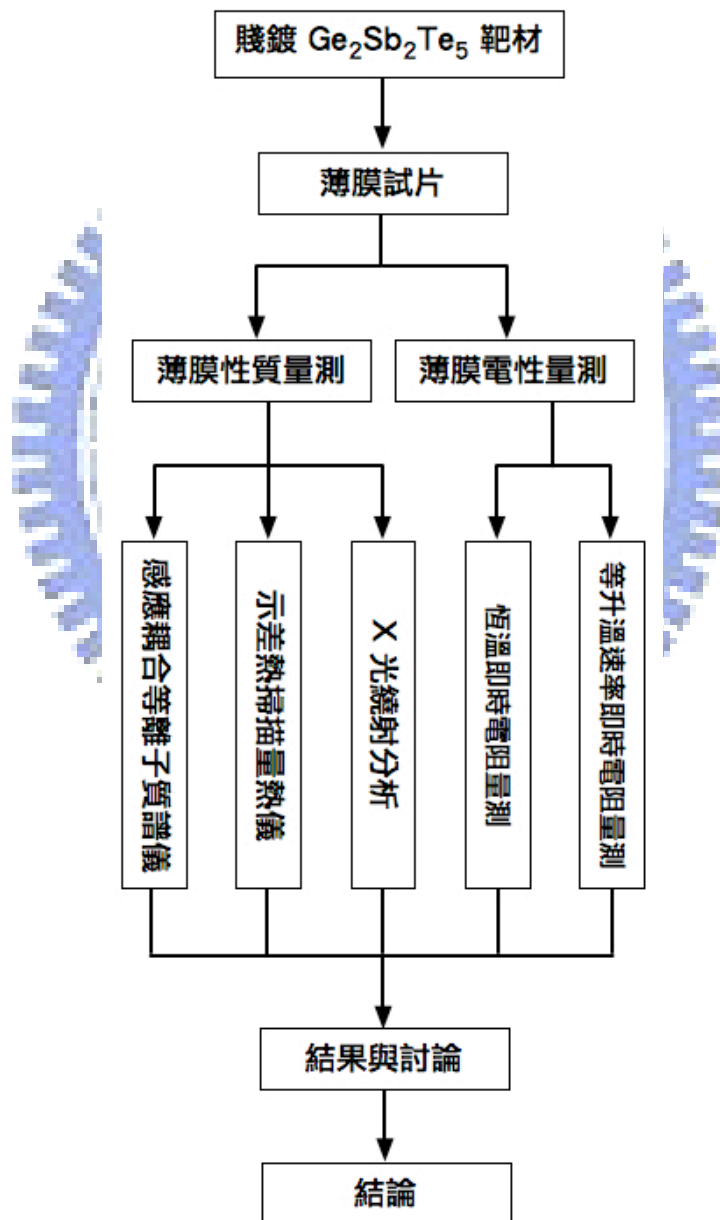 賤鍍 Ge₂Sb₂Te₅ 靶材
薄膜試片
薄膜性質量測
薄膜電性量測
感應耦合等離子質譜儀
示差熱掃描量熱儀
X 光繞射分析
恆溫即時電阻量測
等升溫速率即時電阻量測
結果與討論
結論